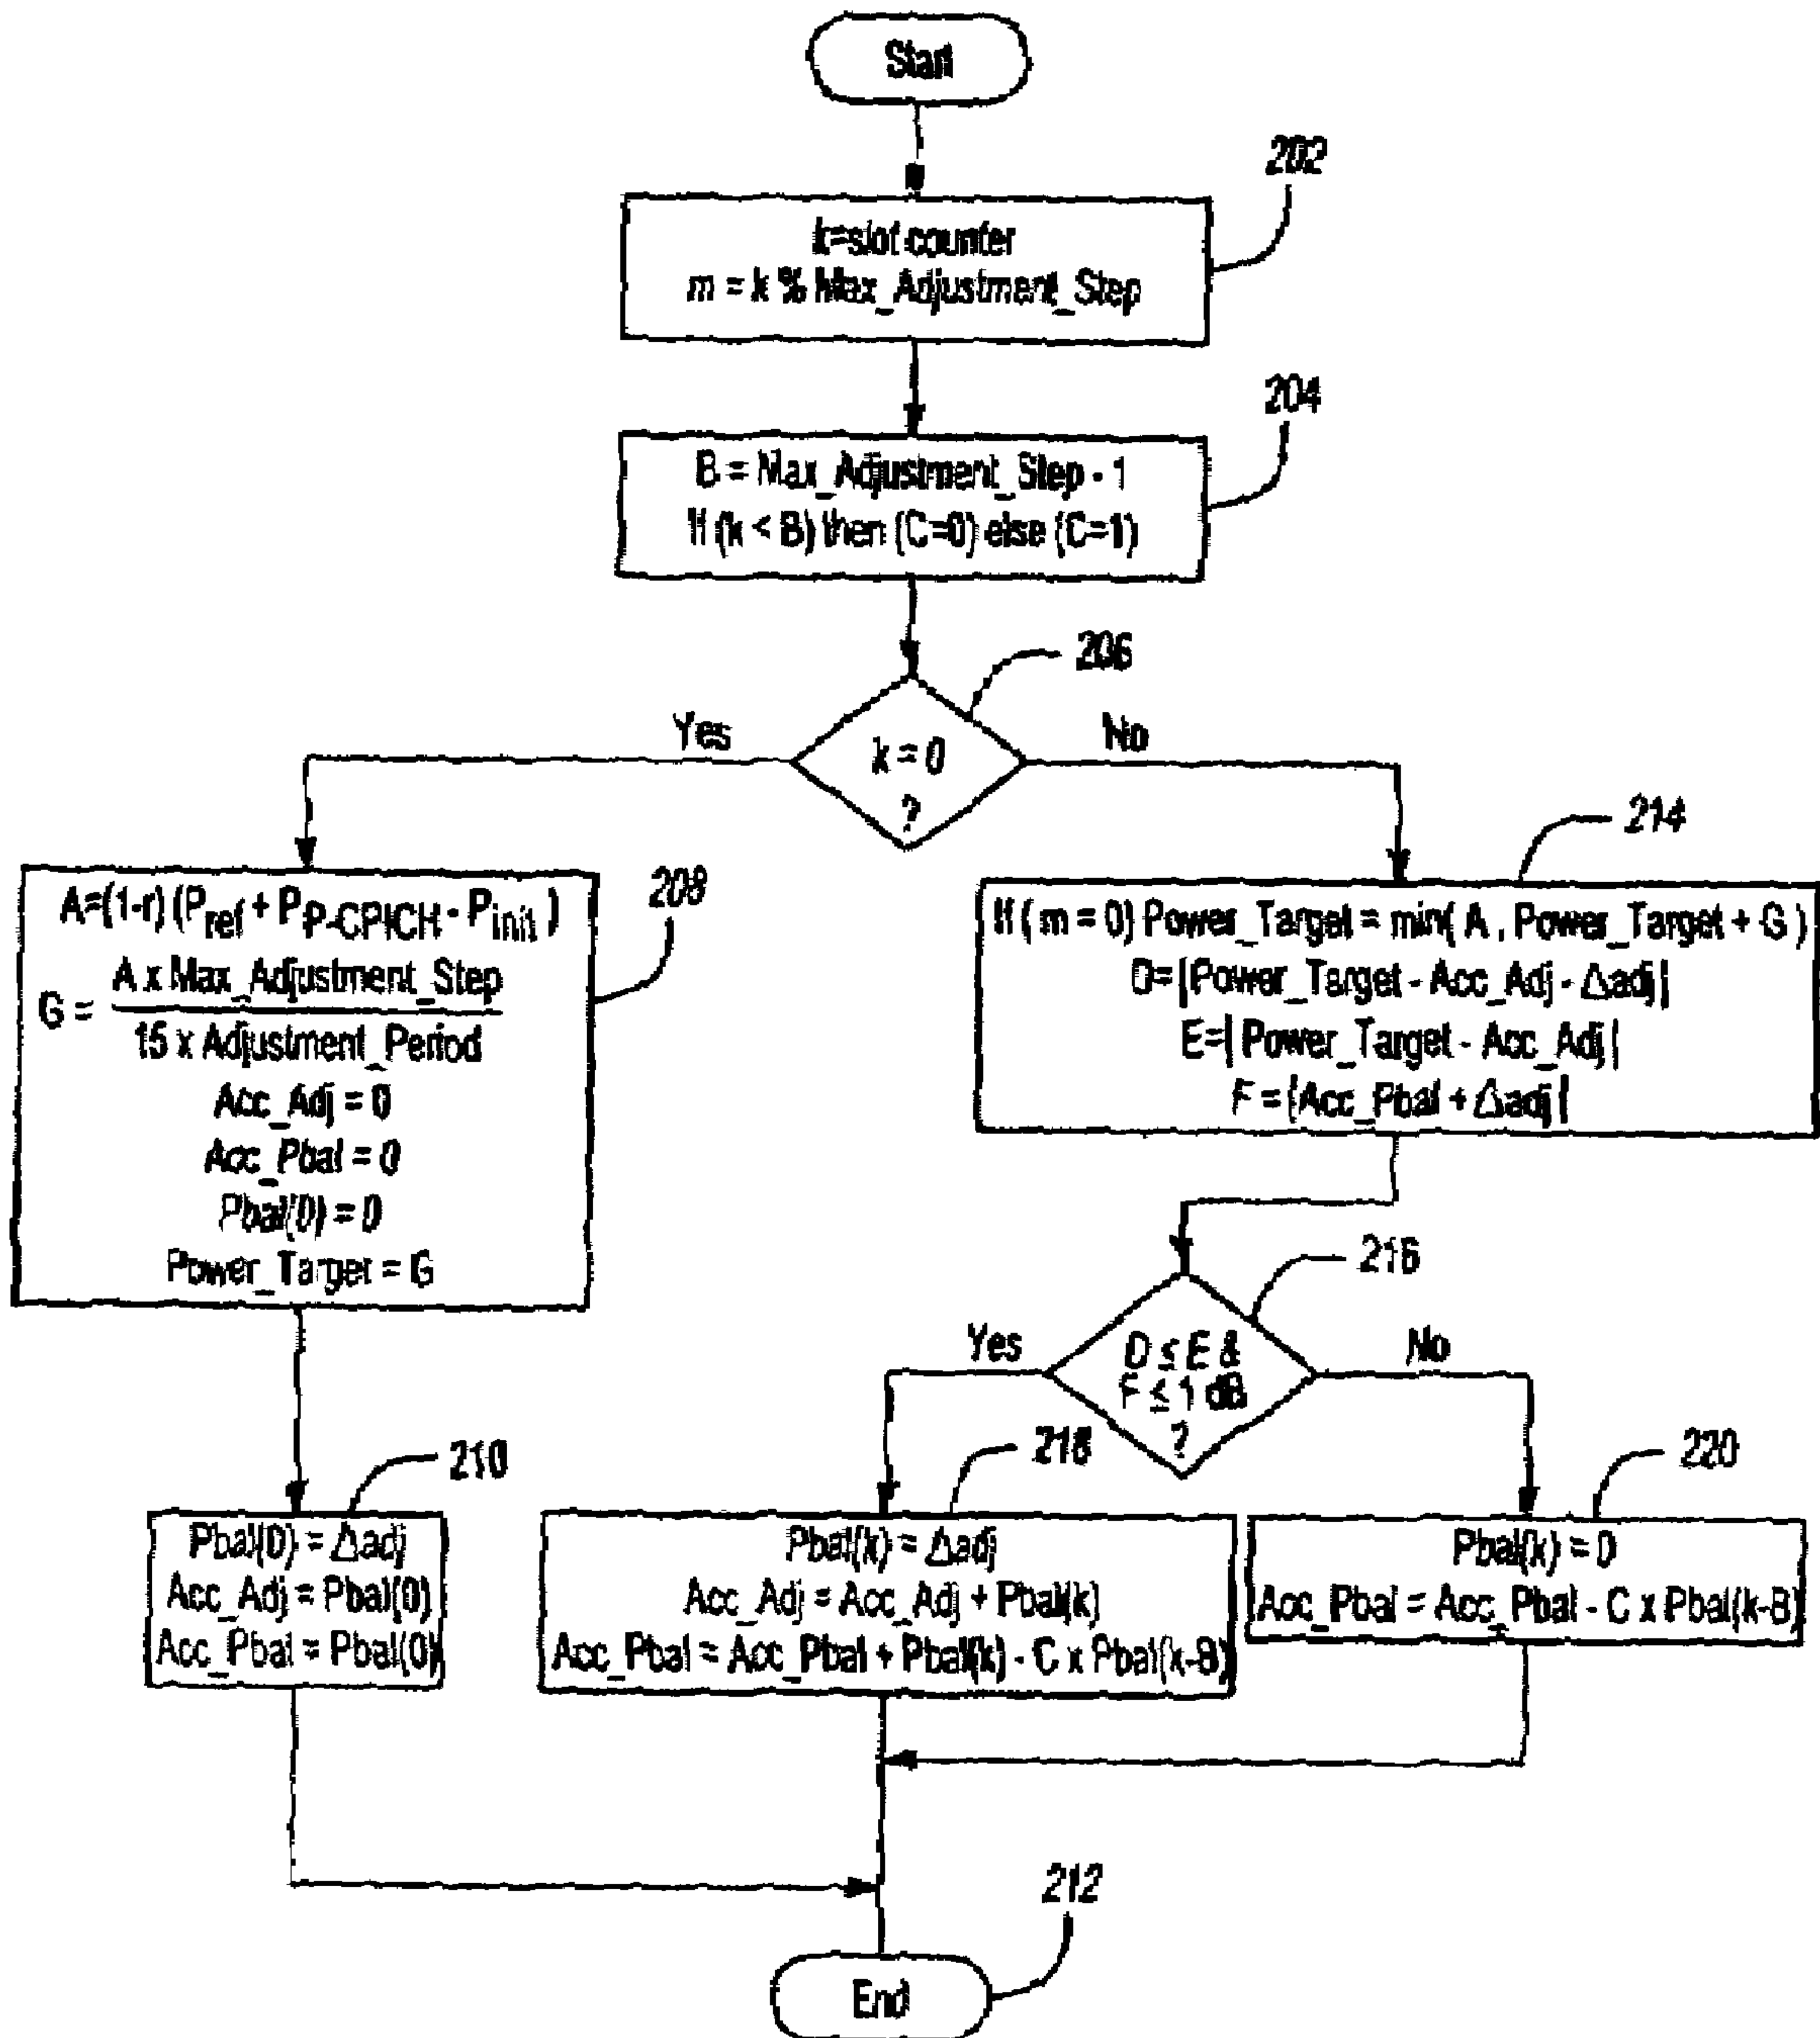 Start
202
k=slot counter
m = k % Max_Adjustment_Step
204
B = Max_Adjustment_Step - 1
If (k < B) then (C=0) else (C=1)
206
Yes
No
k = 0
?
208
A=(1-r) (Pref + PP-CPICH - Pinit )
G = A x Max_Adjustment_Step
15 x Adjustment_Period
Acc_Adj = 0
Acc_Pbal = 0
Pbal(0) = 0
Power_Target = G
214
If ( m = 0) Power_Target = min( A , Power_Target + G )
D=|Power_Target - Acc_Adj - Δadj|
E=| Power_Target - Acc_Adj|
F = |Acc_Pbal + Δadj|
216
Yes
No
D ≤ E &
F ≤ 1 dB
?
210
Pbal(0) = Δadj
Acc_Adj = Pbal(0)
Acc_Pbal = Pbal(0)
218
Pbal(k) = Δadj
Acc_Adj = Acc_Adj + Pbal(k)
Acc_Pbal = Acc_Pbal + Pbal(k) - C x Pbal(k-B)
220
Pbal(k) = 0
Acc_Pbal = Acc_Pbal - C x Pbal(k-B)
212
End